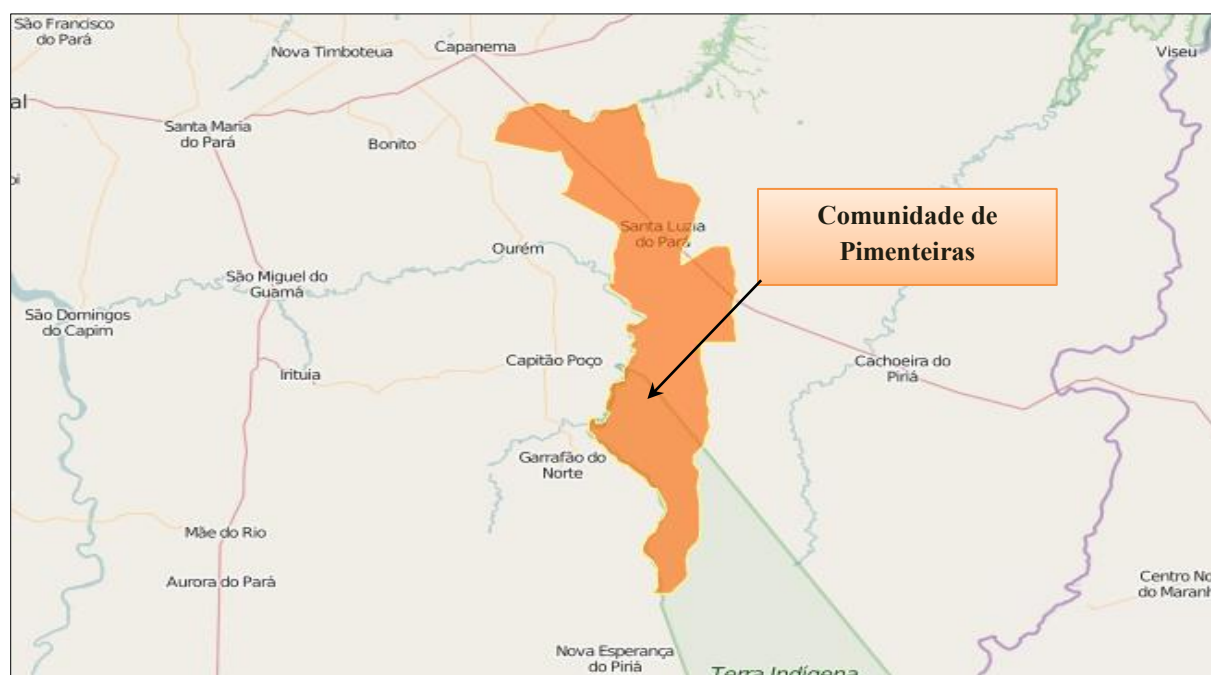 São Francisco
do Pará
Nova Timboteua
Capanema
Viseu
al
Santa Maria
do Pará
Bonito
pi
Comunidade de
Pimenteiras
Santa Luzia
do Pará
Ourém
São Miguel do
Guamá
São Domingos
do Capim
Capitão Poço
Cachoeira do
Piriá
Irituia
Garrafão do
Norte
Mãe do Rio
Aurora do Pará
Centro No
do Maranh
Nova Esperança
do Piriá
Terra Indígena